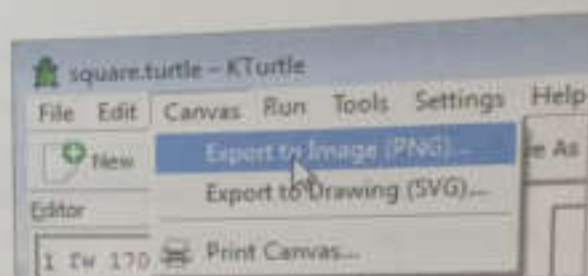 square.turtle – KTurtle
File Edit Canvas Run Tools Settings Help
New
Export to Image (PNG)...
e As
Export to Drawing (SVG)...
Editor
Print Canvas...
1 fw 170